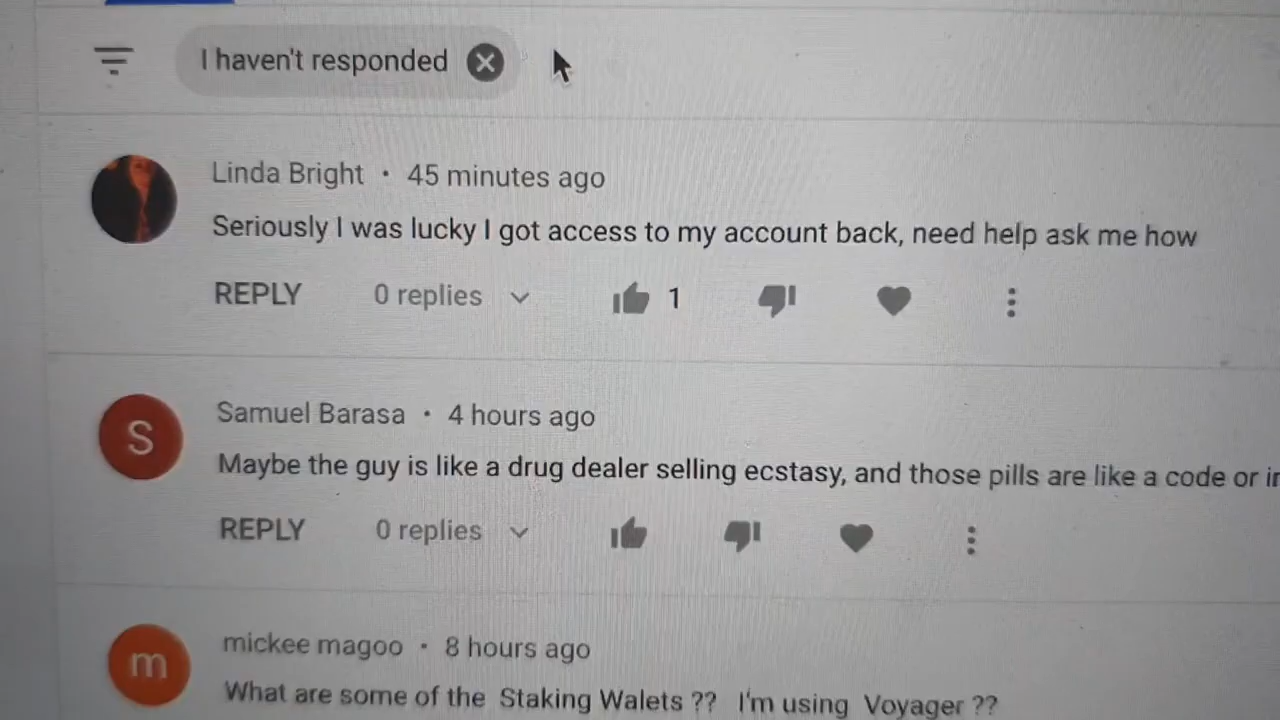 I haven't responded
Linda Bright • 45 minutes ago
Seriously I was lucky I got access to my account back, need help ask me how
REPLY 0 replies 1
S
Samuel Barasa • 4 hours ago
Maybe the guy is like a drug dealer selling ecstasy, and those pills are like a code or
REPLY 0 replies
m
mickee magoo • 8 hours ago
What are some of the Staking Walets ?? I'm using Voyager ??